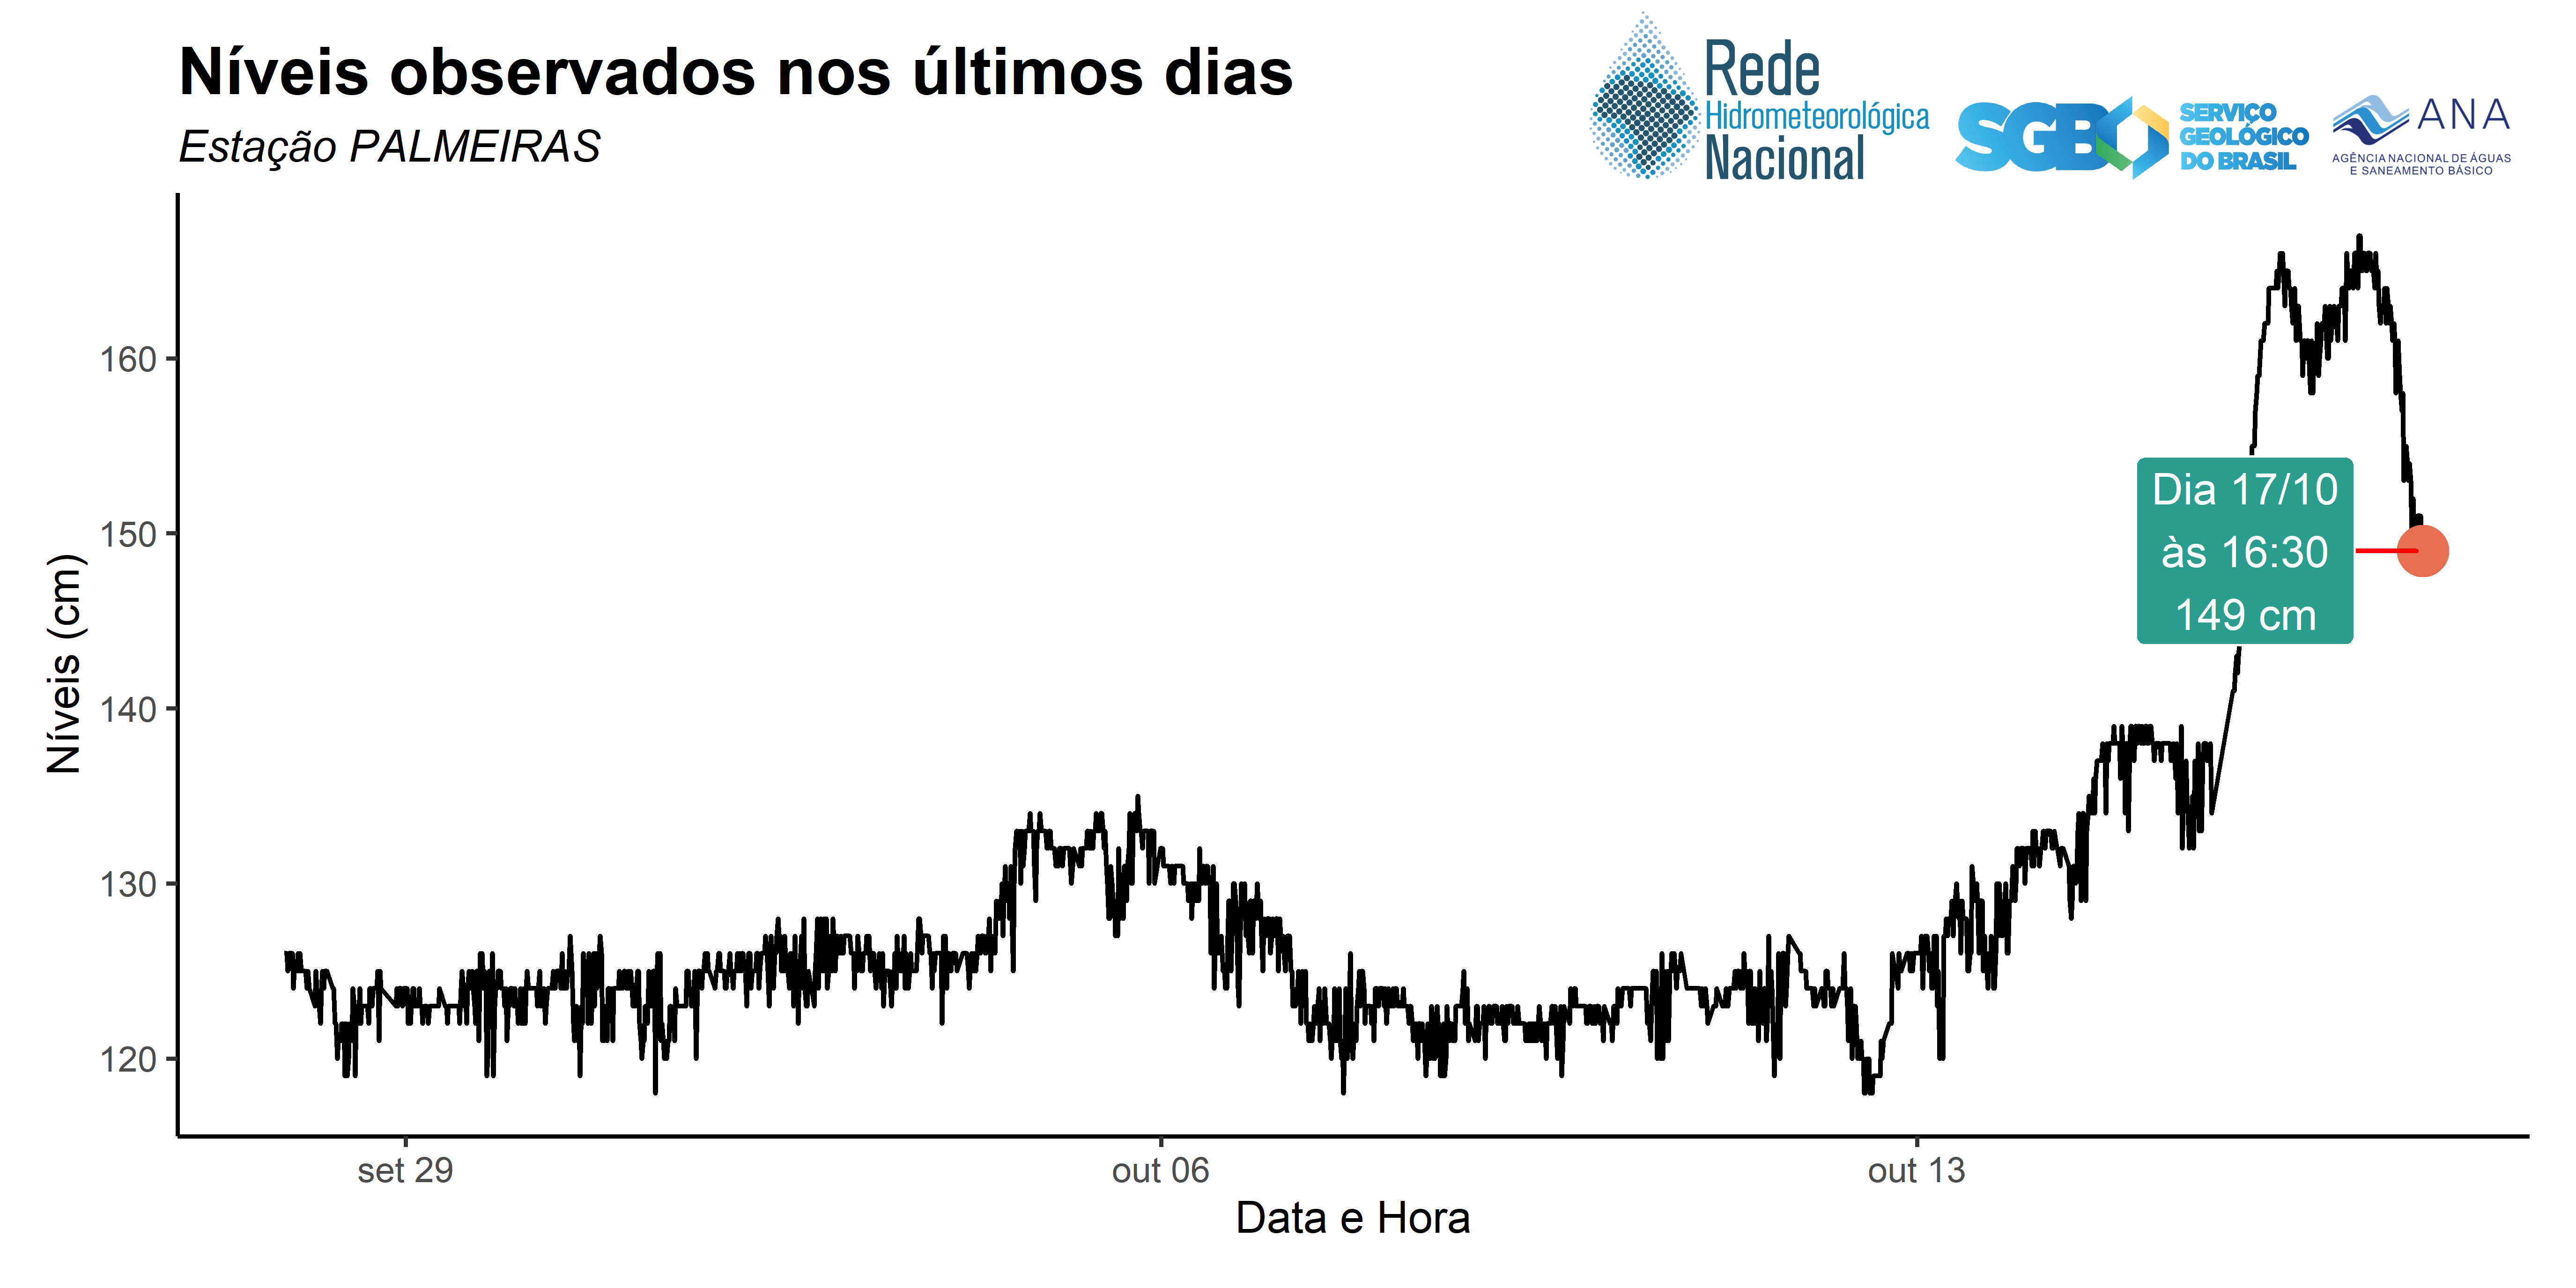 Níveis observados nos últimos dias
Estação PALMEIRAS
Rede
Hidrometeorológica
Nacional
SGB
SERVIÇO
GEOLÓGICO
DO BRASIL
ANA
AGÊNCIA NACIONAL DE ÁGUAS
E SANEAMENTO BÁSICO
Níveis (cm)
160
150
140
130
120
Dia 17/10
às 16:30
149 cm
set 29
out 06
out 13
Data e Hora